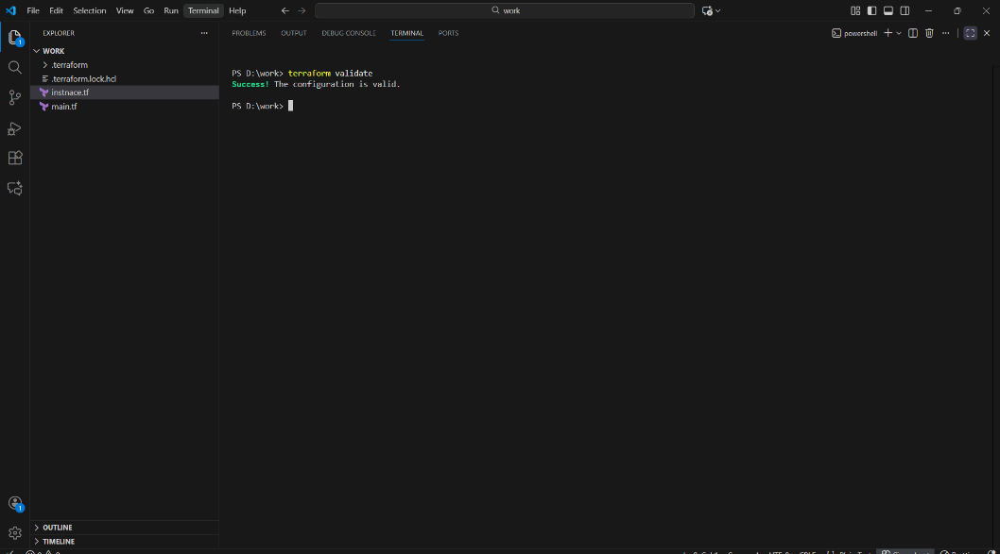 File Edit Selection View Go Run Terminal Help
work
EXPLORER
WORK
.terraform
.terraform.lock.hcl
instnace.tf
main.tf
OUTLINE
TIMELINE
PROBLEMS OUTPUT DEBUG CONSOLE TERMINAL PORTS
powershell
PS D:\work> terraform validate
Success! The configuration is valid.
PS D:\work>
1
1